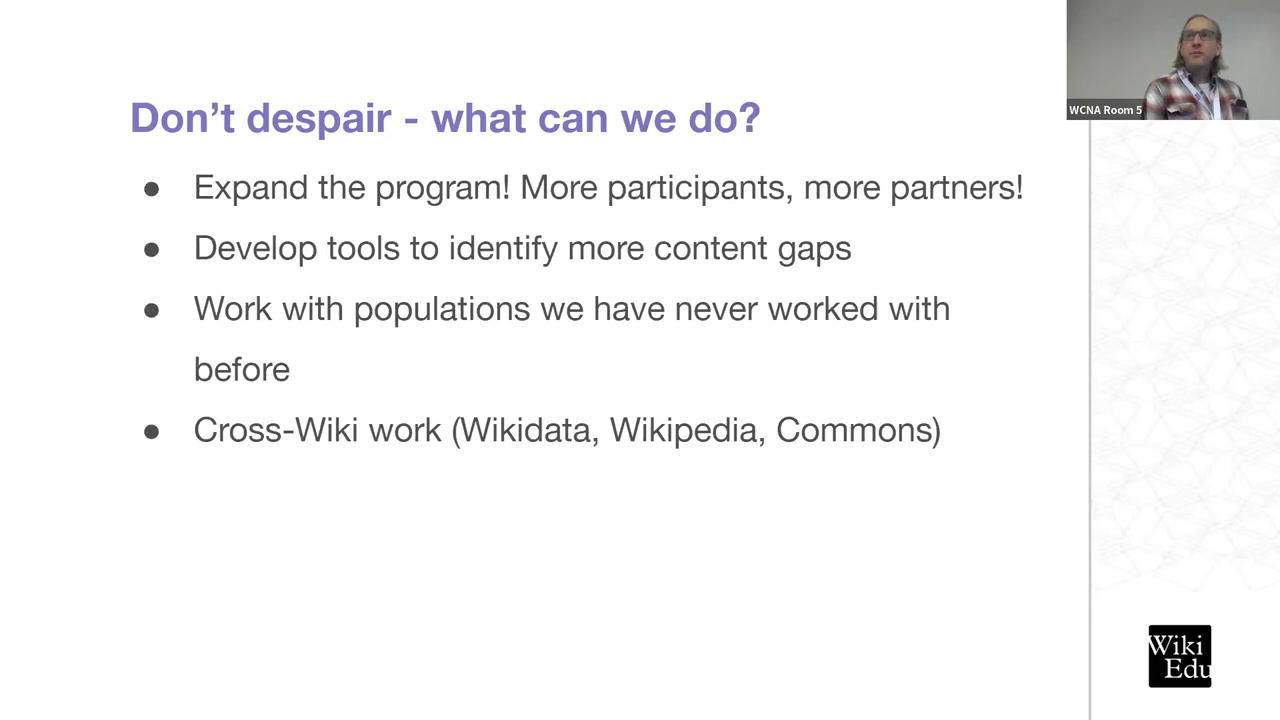 WCNA Room 5
Don’t despair - what can we do?
● Expand the program! More participants, more partners!
● Develop tools to identify more content gaps
● Work with populations we have never worked with
before
● Cross-Wiki work (Wikidata, Wikipedia, Commons)
Wiki
Edu